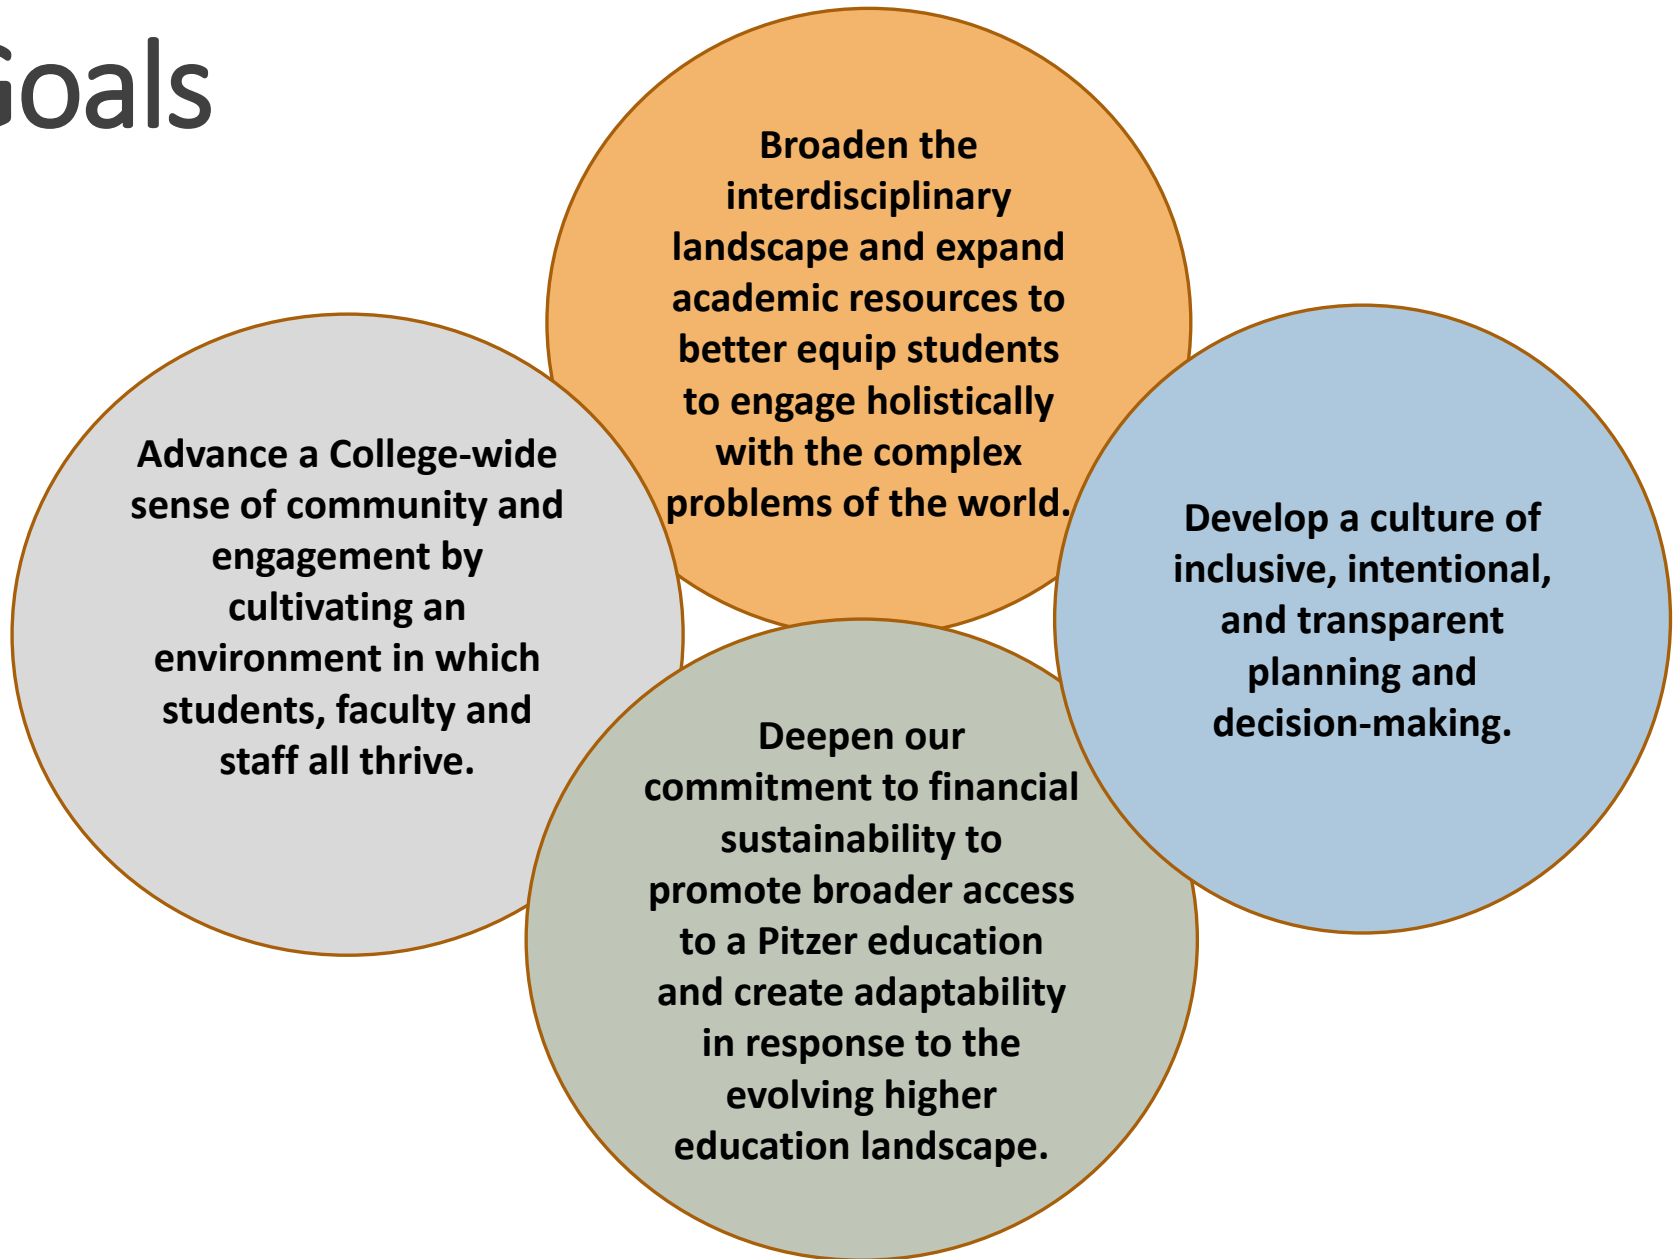 Goals
Broaden the
interdisciplinary
landscape and expand
academic resources to
better equip students
to engage holistically
with the complex
problems of the world.
Advance a College-wide
sense of community and
engagement by
cultivating an
environment in which
students, faculty and
staff all thrive.
Develop a culture of
inclusive, intentional,
and transparent
planning and
decision-making.
Deepen our
commitment to financial
sustainability to
promote broader access
to a Pitzer education
and create adaptability
in response to the
evolving higher
education landscape.